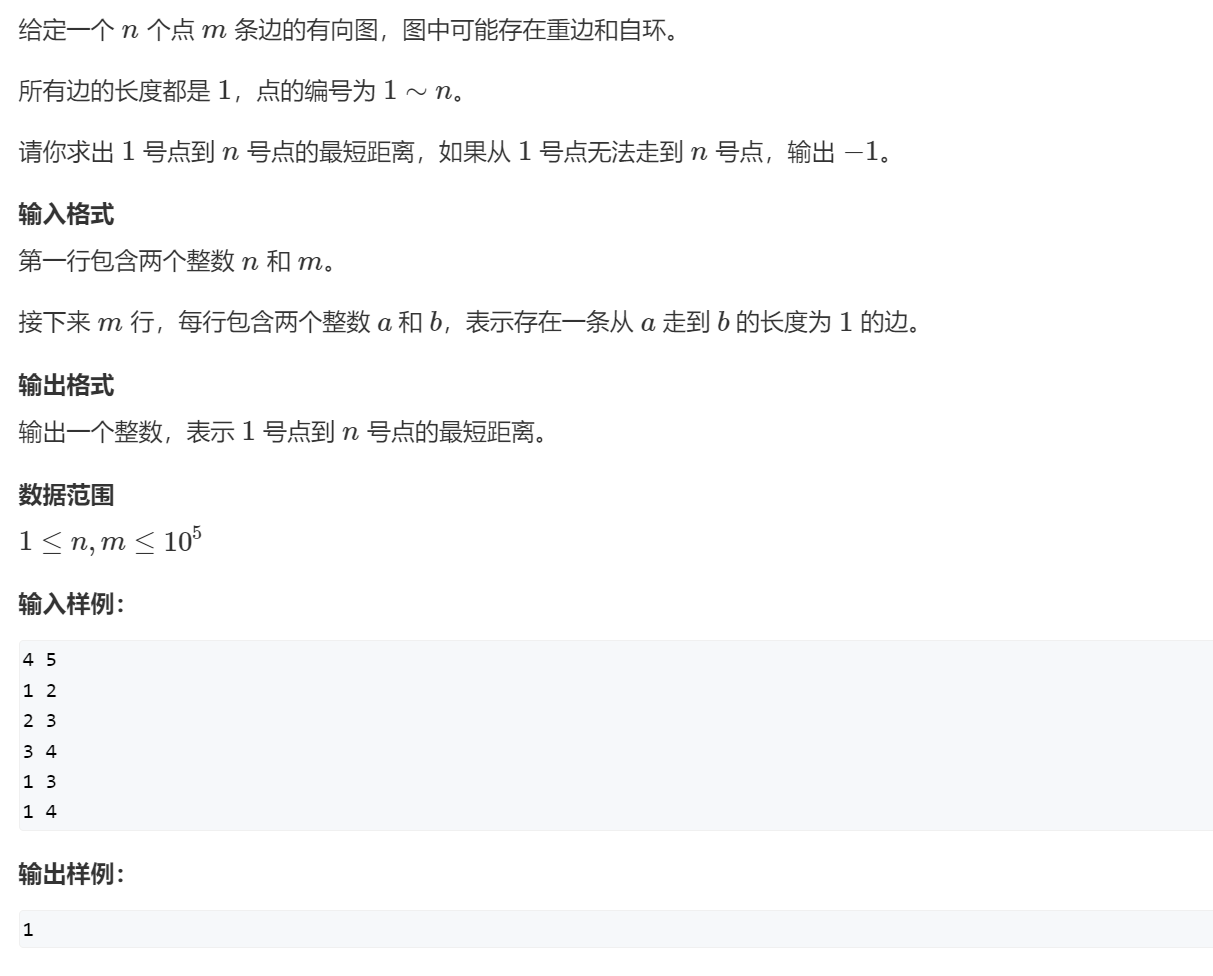 给定一个 n 个点 m 条边的有向图，图中可能存在重边和自环。
所有边的长度都是 1，点的编号为 1 ∼ n。
请你求出 1 号点到 n 号点的最短距离，如果从 1 号点无法走到 n 号点，输出 −1。
输入格式
第一行包含两个整数 n 和 m。
接下来 m 行，每行包含两个整数 a 和 b，表示存在一条从 a 走到 b 的长度为 1 的边。
输出格式
输出一个整数，表示 1 号点到 n 号点的最短距离。
数据范围
1 ≤ n, m ≤ 10⁵
输入样例：
4 5
1 2
2 3
3 4
1 3
1 4
输出样例：
1